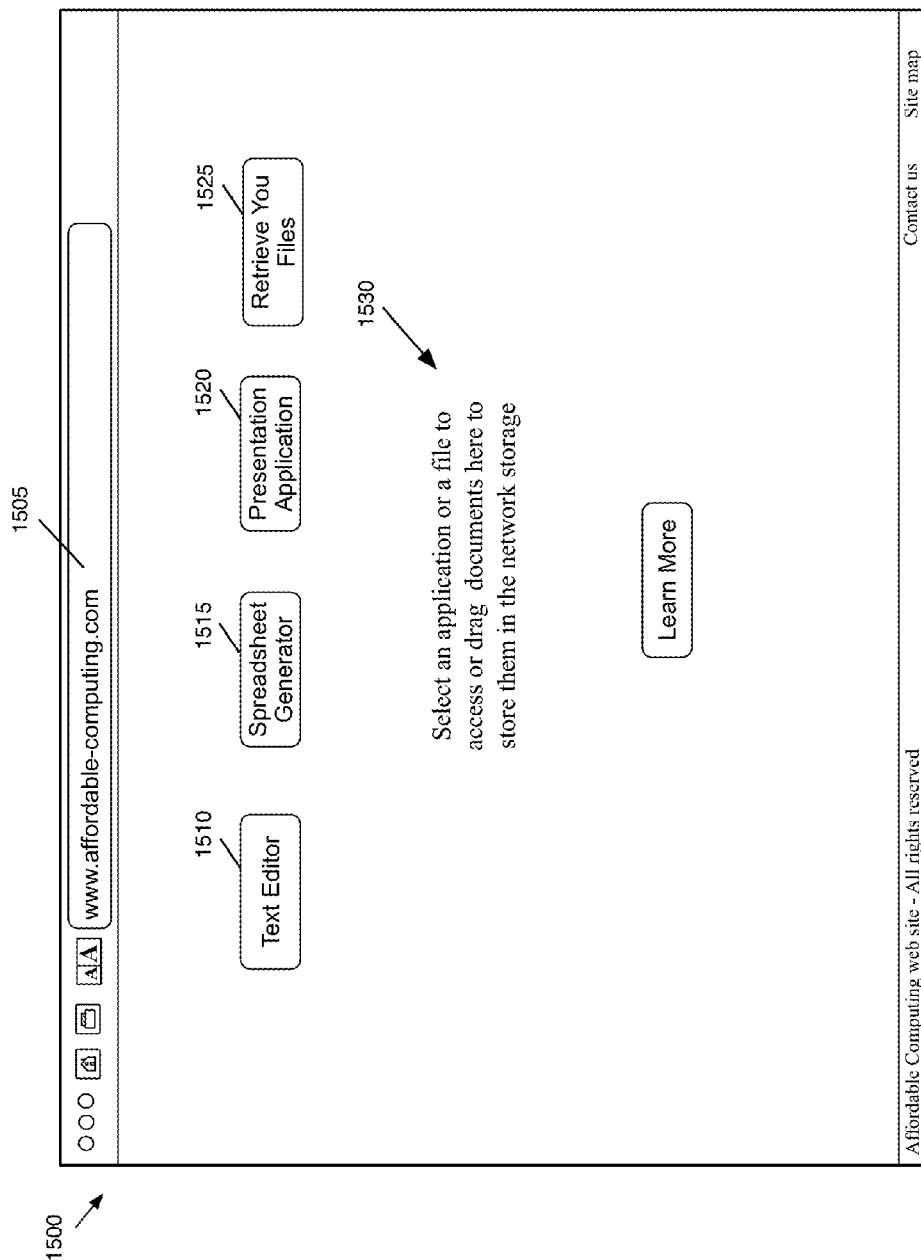 1500
1505
www.affordable-computing.com
AA
1510
1515
1520
1525
Text Editor
Spreadsheet
Generator
Presentation
Application
Retrieve You
Files
1530
Select an application or a file to
access or drag documents here to
store them in the network storage
Learn More
Affordable Computing web site - All rights reserved
Contact us
Site map